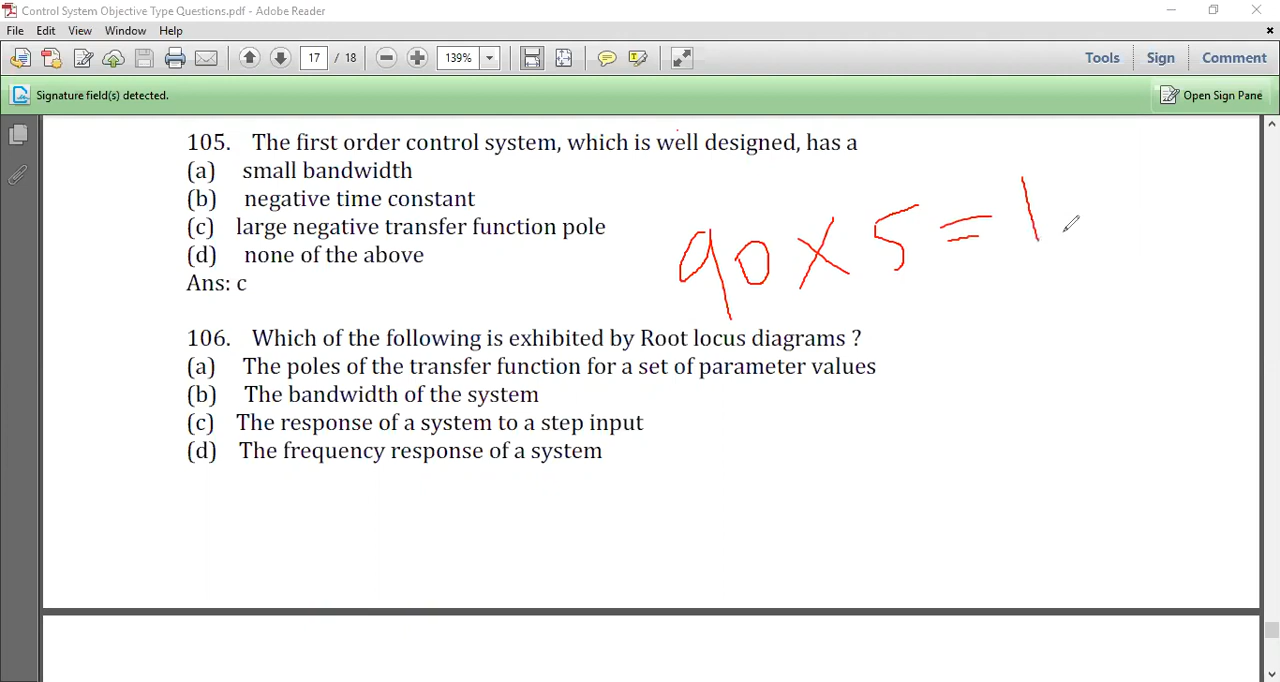 Control System Objective Type Questions.pdf - Adobe Reader
File Edit View Window Help
17 / 18 139% Tools Sign Comment
Signature field(s) detected. Open Sign Pane
105. The first order control system, which is well designed, has a
(a) small bandwidth
(b) negative time constant
(c) large negative transfer function pole
(d) none of the above
Ans: c
90 x 5 = 1
106. Which of the following is exhibited by Root locus diagrams ?
(a) The poles of the transfer function for a set of parameter values
(b) The bandwidth of the system
(c) The response of a system to a step input
(d) The frequency response of a system